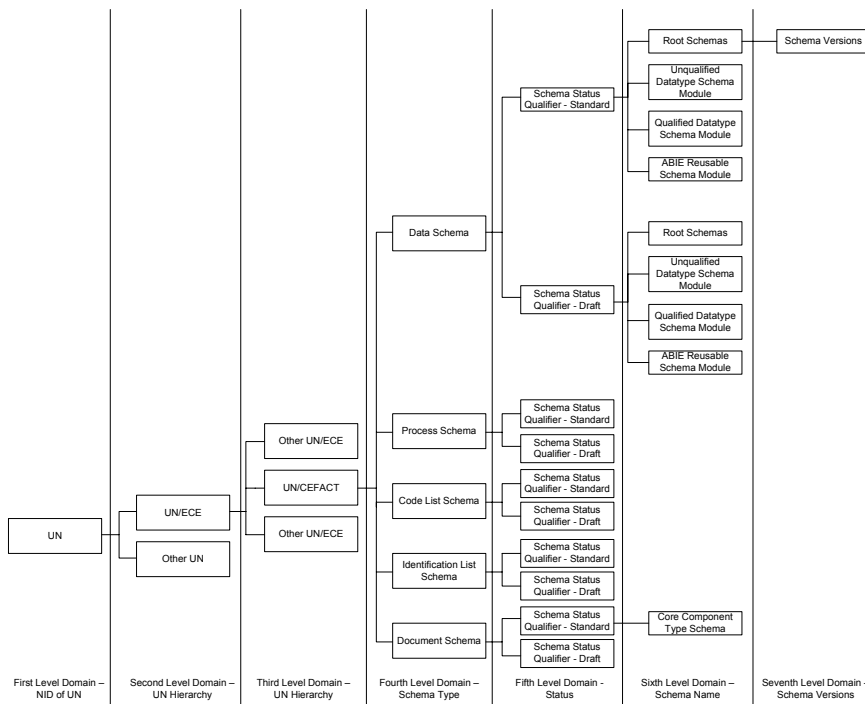 Root Schemas
Schema Versions
Unqualified
Datatype Schema
Module
Schema Status
Qualifier - Standard
Qualified Datatype
Schema Module
ABIE Reusable
Schema Module
Data Schema
Root Schemas
Unqualified
Datatype Schema
Module
Schema Status
Qualifier - Draft
Qualified Datatype
Schema Module
ABIE Reusable
Schema Module
Schema Status
Qualifier - Standard
Process Schema
Other UN/ECE
Schema Status
Qualifier - Draft
UN/CEFACT
Schema Status
Qualifier - Standard
Code List Schema
UN/ECE
Schema Status
Qualifier - Draft
UN
Other UN/ECE
Other UN
Schema Status
Qualifier - Standard
Identification List
Schema
Schema Status
Qualifier - Draft
Schema Status
Qualifier - Standard
Core Component
Type Schema
Document Schema
Schema Status
Qualifier - Draft
First Level Domain –
NID of UN
Second Level Domain –
UN Hierarchy
Third Level Domain –
UN Hierarchy
Fourth Level Domain –
Schema Type
Fifth Level Domain -
Status
Sixth Level Domain –
Schema Name
Seventh Level Domain -
Schema Versions